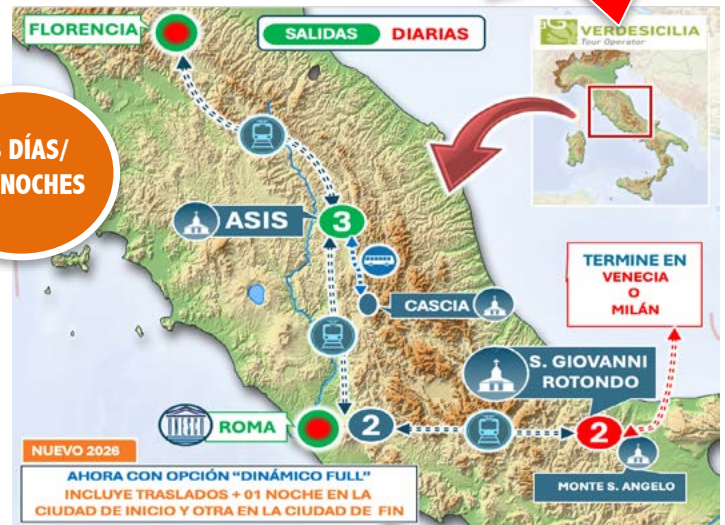 FLORENCIA
SALIDAS DIARIAS
VERDESICILIA
Tour Operator
DÍAS/
NOCHES
ASIS
3
CASCIA
TERMINE EN
VENECIA
O
MILÁN
S. GIOVANNI
ROTONDO
ROMA
2
2
MONTE S. ANGELO
NUEVO 2026
AHORA CON OPCIÓN “DINÁMICO FULL”
INCLUYE TRASLADOS + 01 NOCHE EN LA
CIUDAD DE INICIO Y OTRA EN LA CIUDAD DE FIN